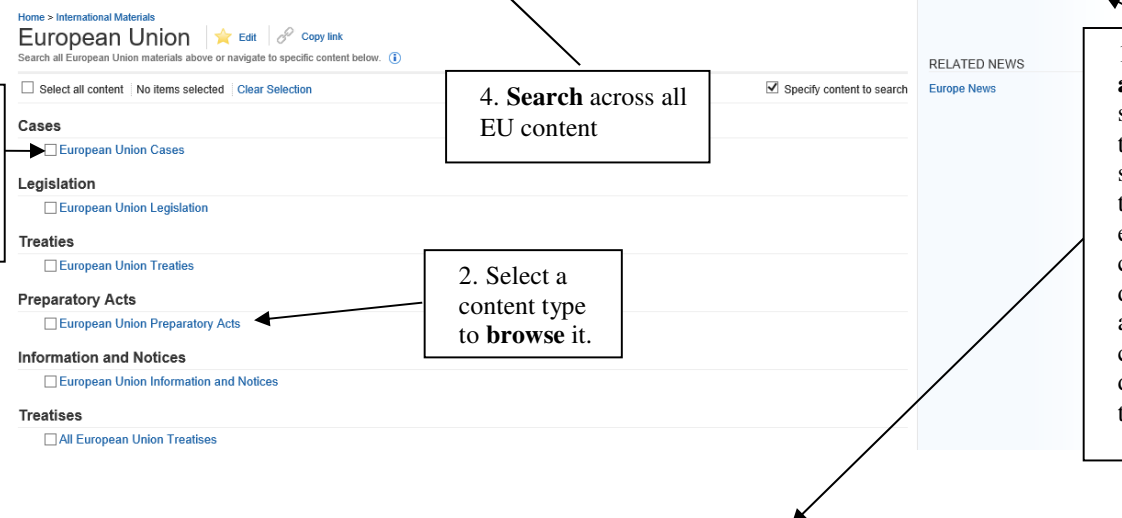 Home > International Materials
European Union Edit Copy link
Search all European Union materials above or navigate to specific content below.
Select all content No items selected Clear Selection
Specify content to search
Cases
European Union Cases
Legislation
European Union Legislation
Treaties
European Union Treaties
Preparatory Acts
European Union Preparatory Acts
Information and Notices
European Union Information and Notices
Treatises
All European Union Treatises
4. Search across all
EU content
2. Select a
content type
to browse it.
RELATED NEWS
Europe News